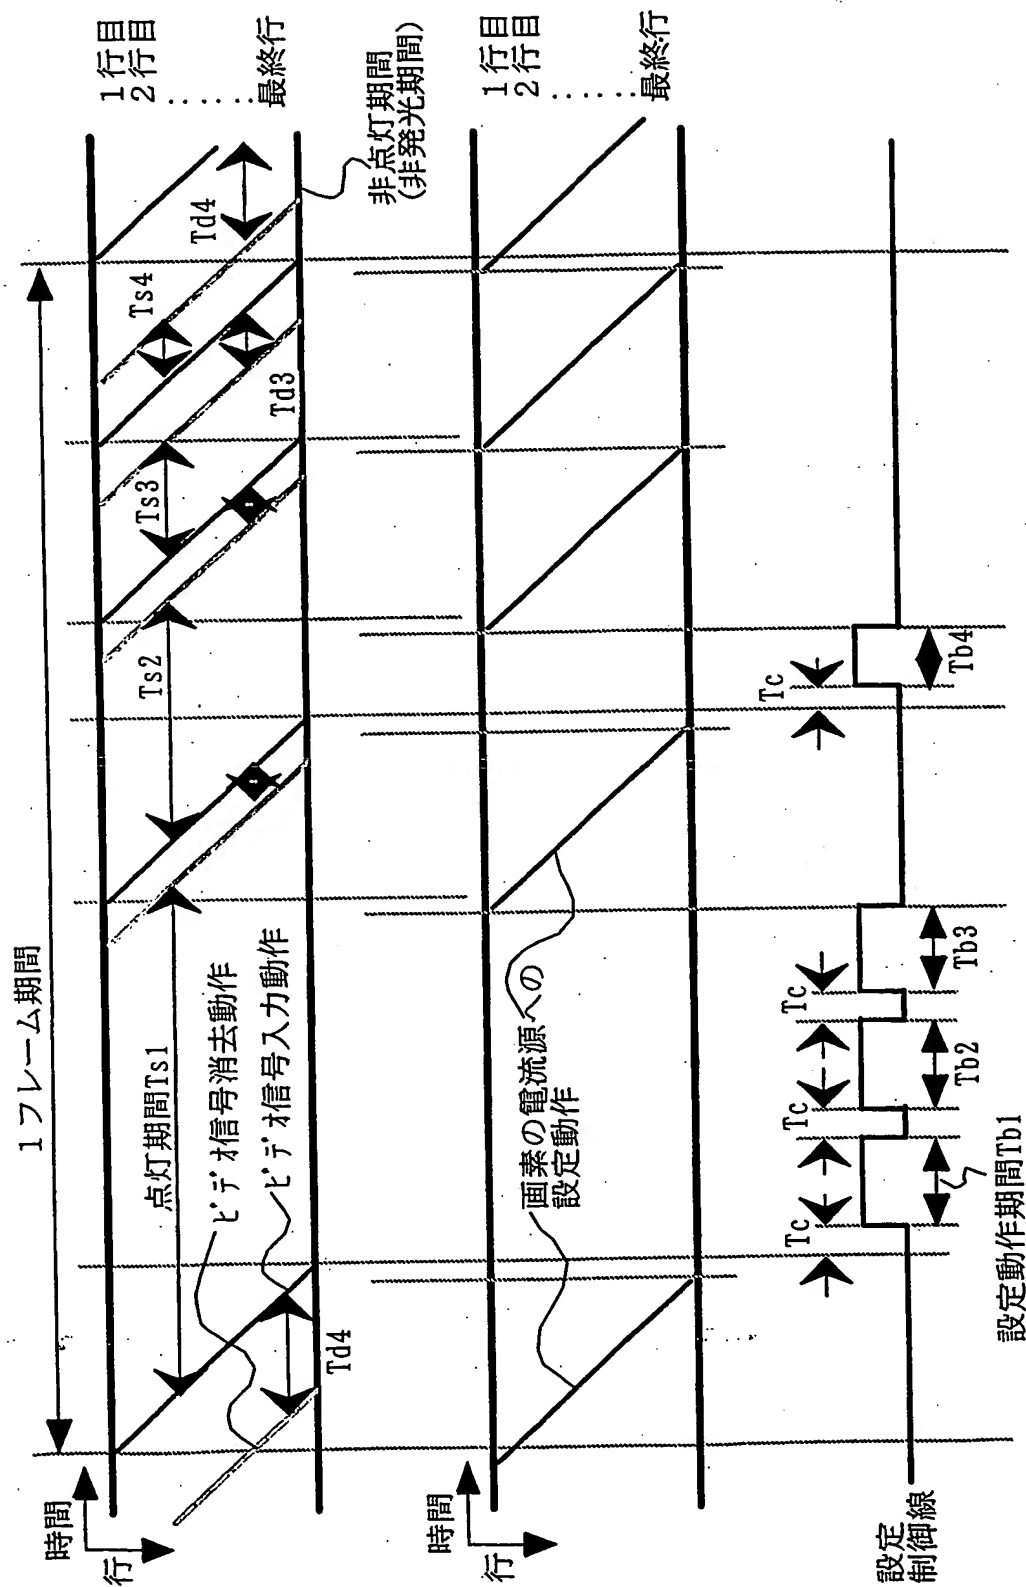 1フレーム期間
時間
行
1行目
2行目
......
最終行
点灯期間Ts1
Ts2
Ts3
Ts4
Td3
Td4
Td4
ビデオ信号消去動作
ビデオ信号入力動作
非点灯期間
(非発光期間)
時間
行
1行目
2行目
......
最終行
画素の電流源への
設定動作
設定
制御線
Tc
Tc
Tc
Tc
設定動作期間Tb1
Tb2
Tb3
Tb4